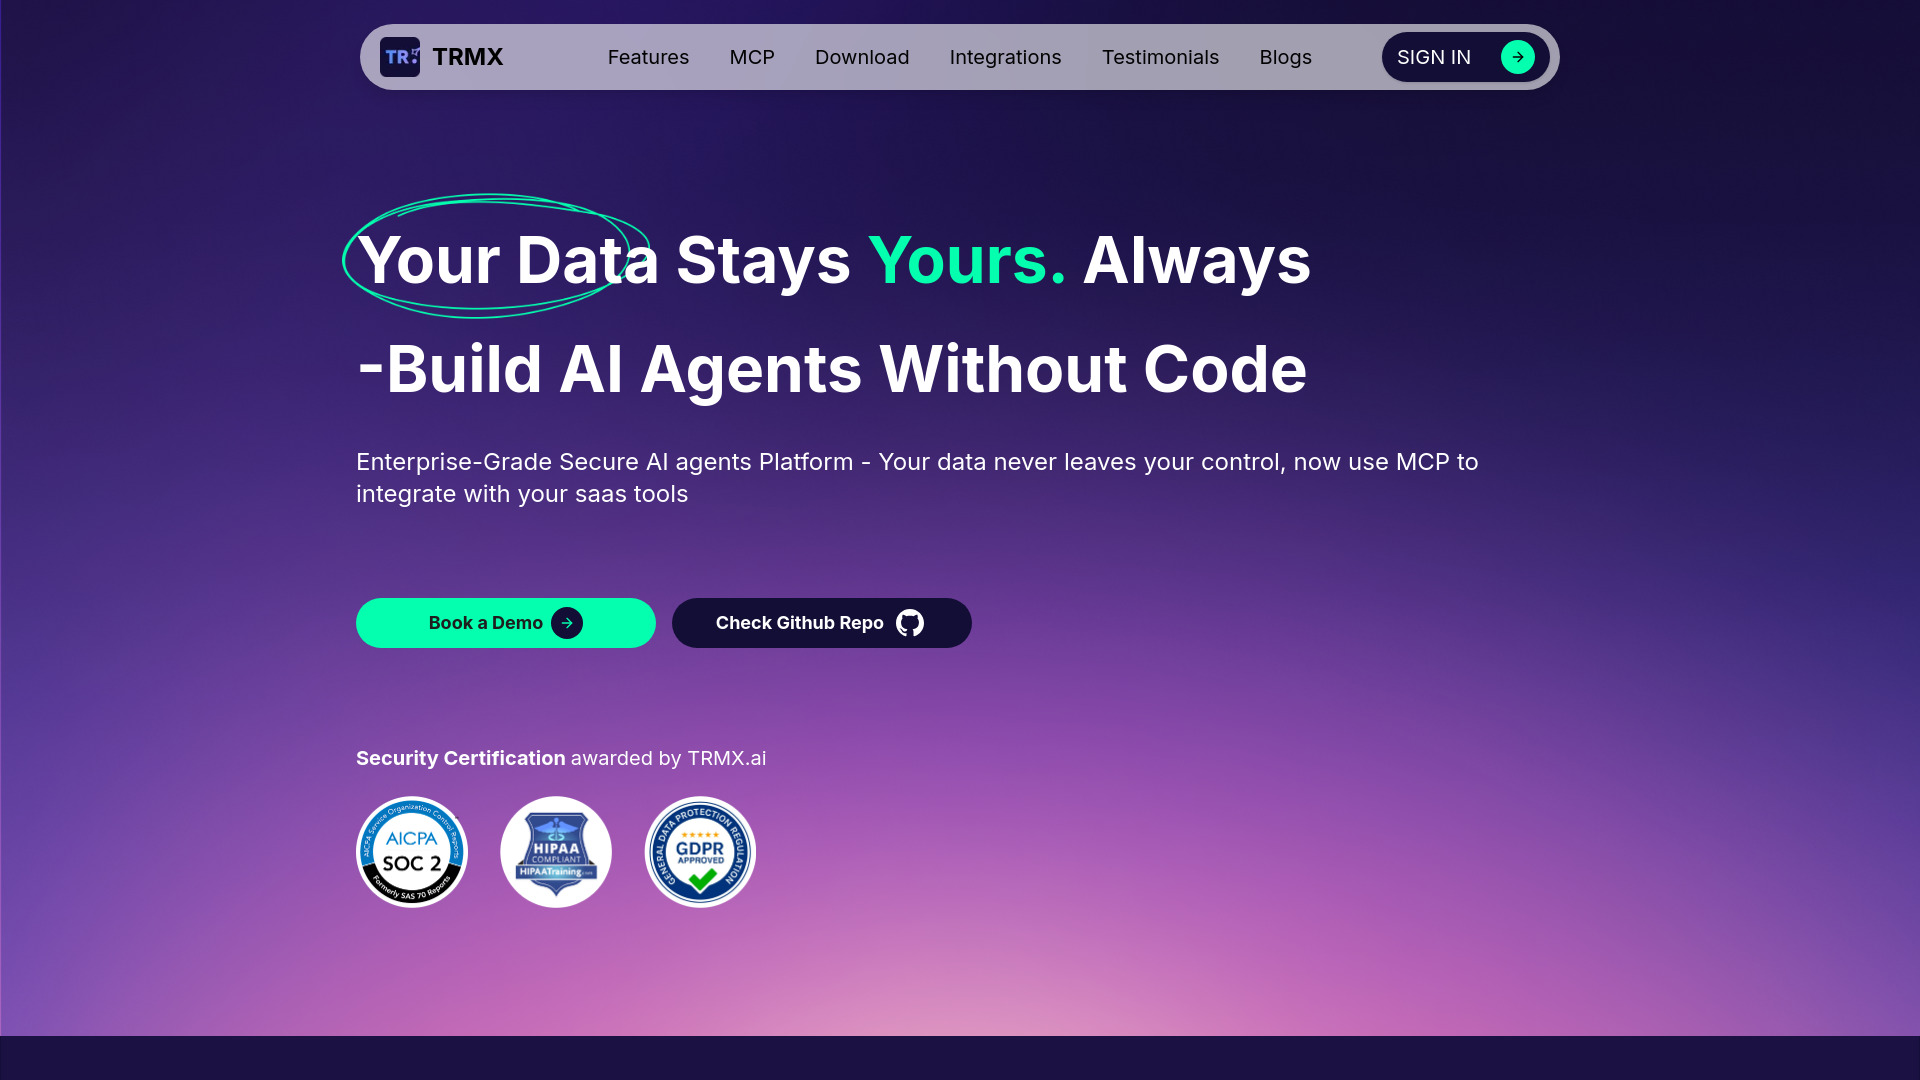 TR
TRMX
Features
MCP
Download
Integrations
Testimonials
Blogs
SIGN IN
Your Data Stays Yours. Always
-Build AI Agents Without Code
Enterprise-Grade Secure AI agents Platform - Your data never leaves your control, now use MCP to
integrate with your saas tools
Book a Demo
Check Github Repo
Security Certification awarded by TRMX.ai
AICPA Service Organization Control Reports
AICPA
SOC 2
Formerly SAS 70 Reports
HIPAA
COMPLIANT
HIPAATraining.com
GENERAL DATA PROTECTION REGULATION
GDPR
APPROVED